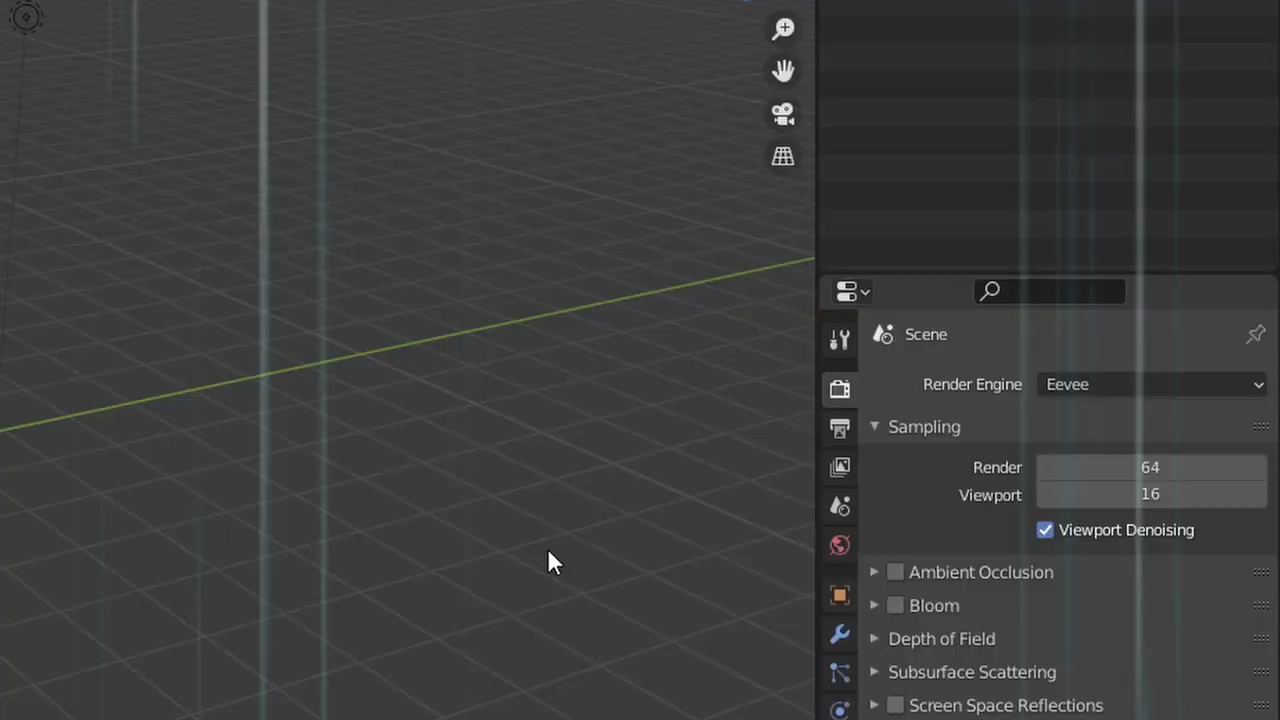 Scene
Render Engine Eevee
Sampling
Render 64
Viewport 16
Viewport Denoising
Ambient Occlusion
Bloom
Depth of Field
Subsurface Scattering
Screen Space Reflections